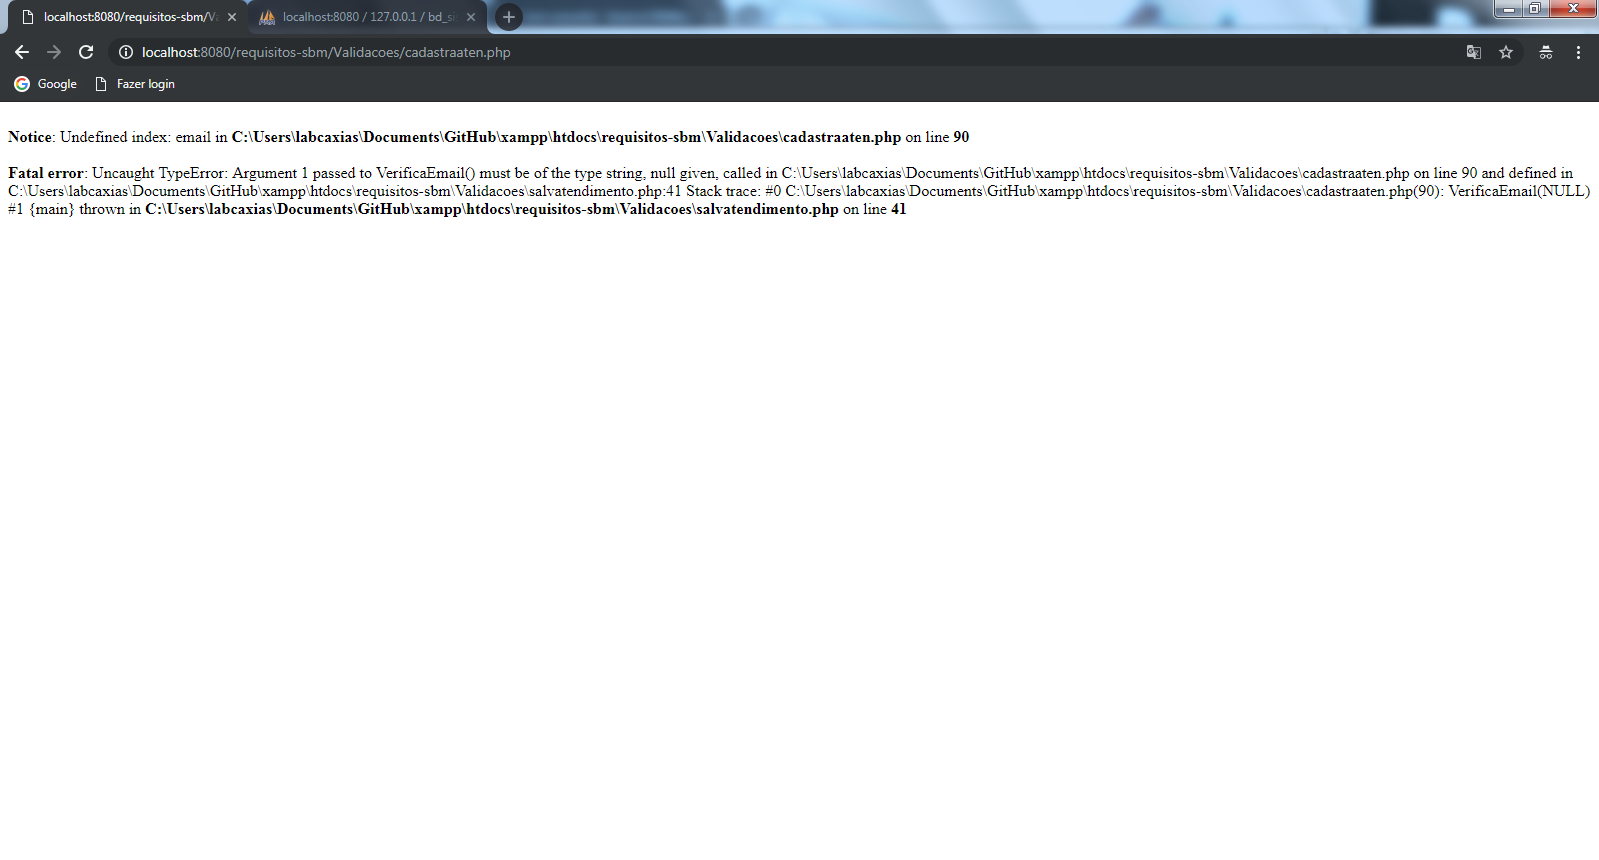 localhost:8080/requisitos-sbm/Va
localhost:8080 / 127.0.0.1 / bd_si
localhost:8080/requisitos-sbm/Validacoes/cadastraaten.php
Google
Fazer login
Notice: Undefined index: email in C:\Users\labcaxias\Documents\GitHub\xampp\htdocs\requisitos-sbm\Validacoes\cadastraaten.php on line 90
Fatal error: Uncaught TypeError: Argument 1 passed to VerificaEmail() must be of the type string, null given, called in C:\Users\labcaxias\Documents\GitHub\xampp\htdocs\requisitos-sbm\Validacoes\cadastraaten.php on line 90 and defined in
C:\Users\labcaxias\Documents\GitHub\xampp\htdocs\requisitos-sbm\Validacoes\salvatendimento.php:41 Stack trace: #0 C:\Users\labcaxias\Documents\GitHub\xampp\htdocs\requisitos-sbm\Validacoes\cadastraaten.php(90): VerificaEmail(NULL)
#1 {main} thrown in C:\Users\labcaxias\Documents\GitHub\xampp\htdocs\requisitos-sbm\Validacoes\salvatendimento.php on line 41